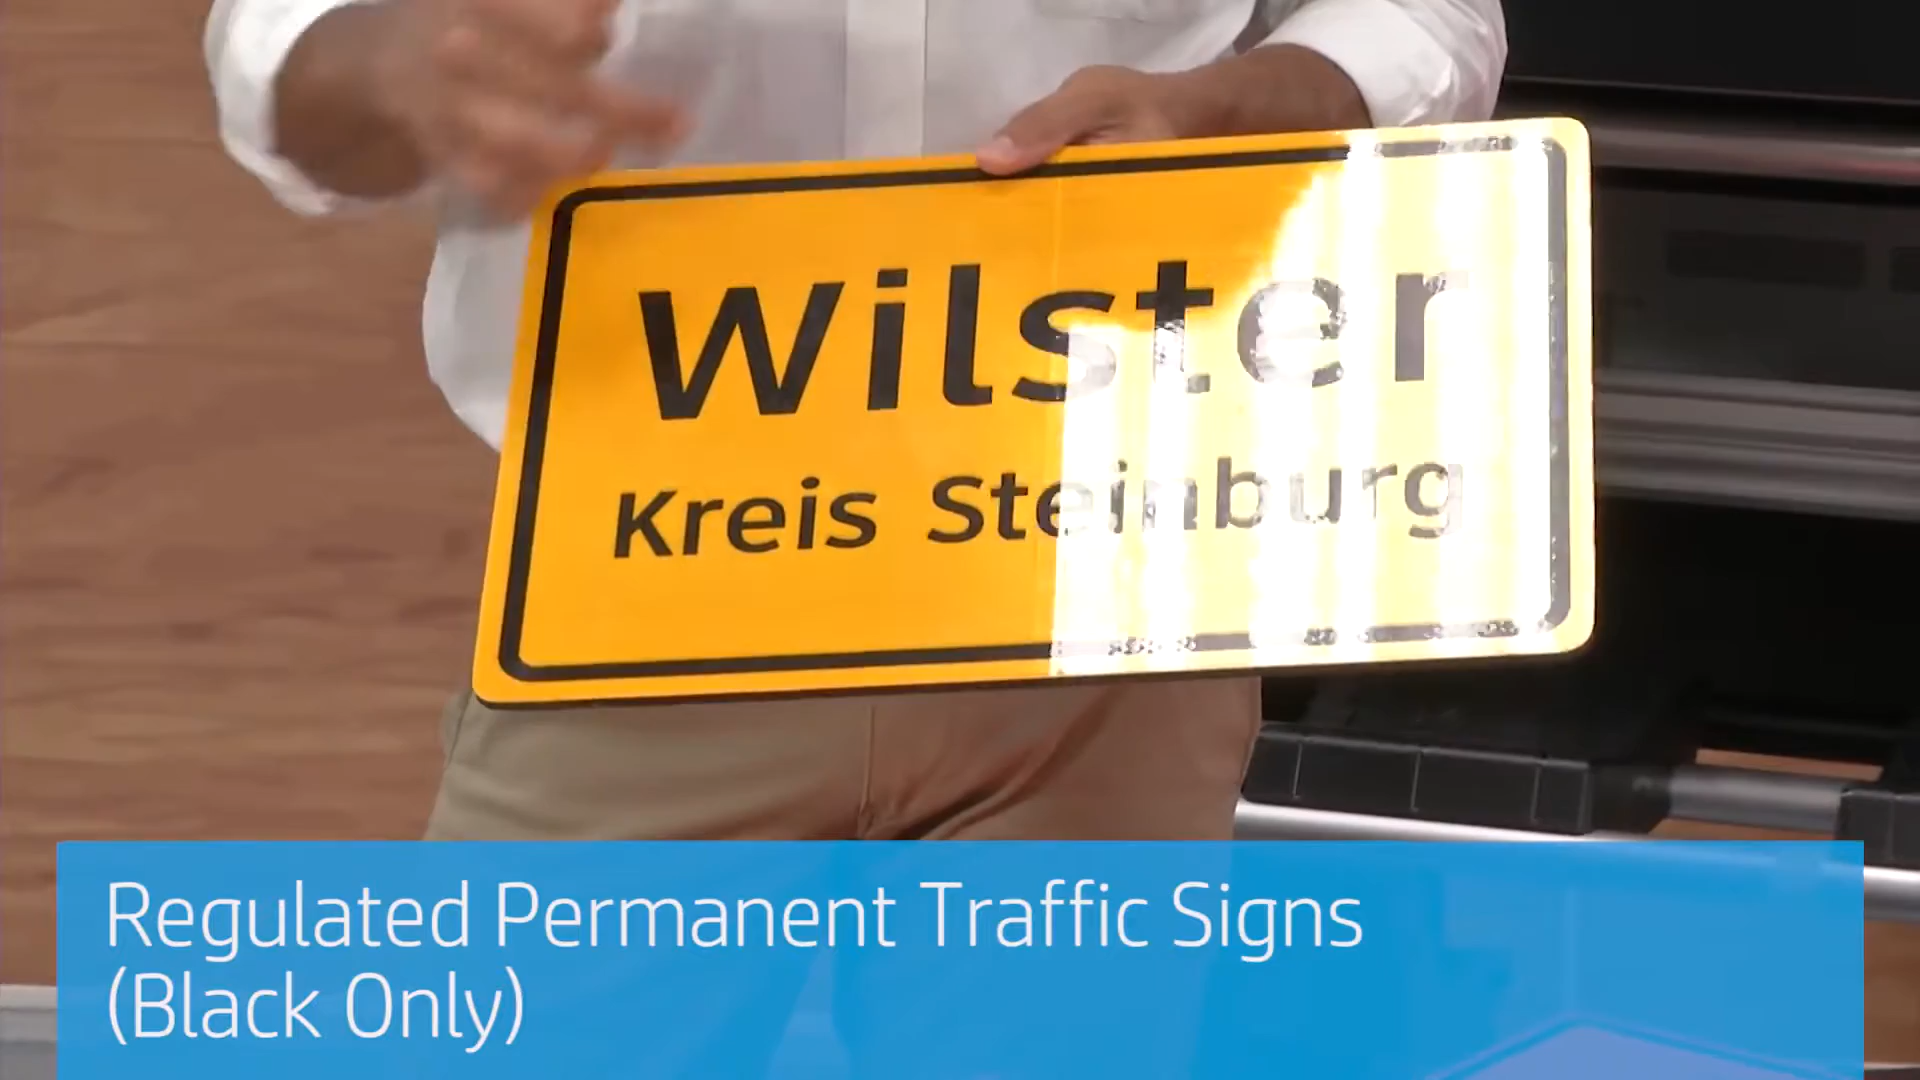 Wilster
Kreis Steinburg
Regulated Permanent Traffic Signs
(Black Only)